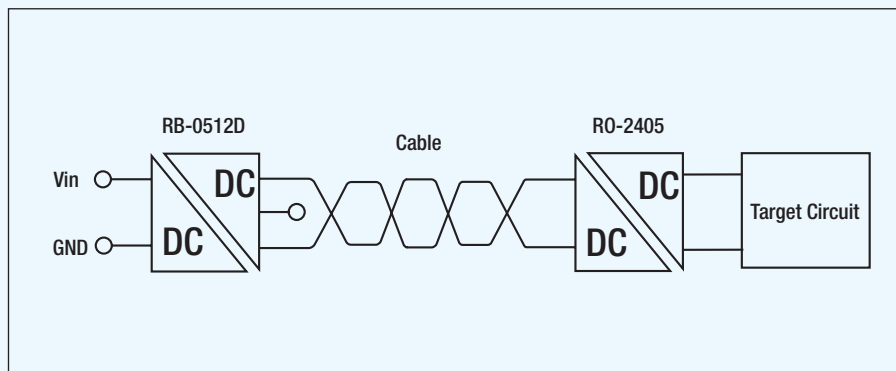 RB-0512D
RO-2405
Cable
Vin
DC
DC
Target Circuit
GND
DC
DC